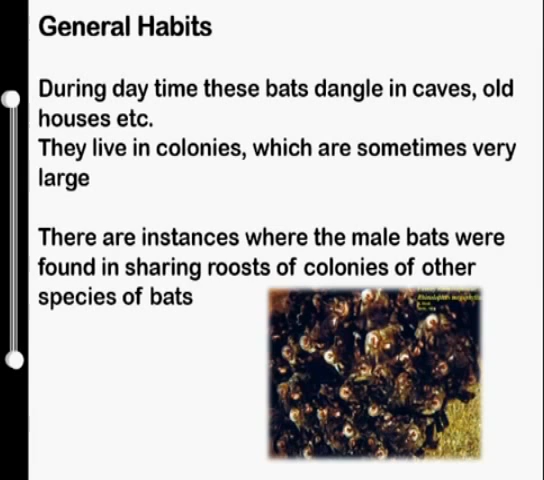 General Habits
During day time these bats dangle in caves, old
houses etc.
They live in colonies, which are sometimes very
large
There are instances where the male bats were
found in sharing roosts of colonies of other
species of bats